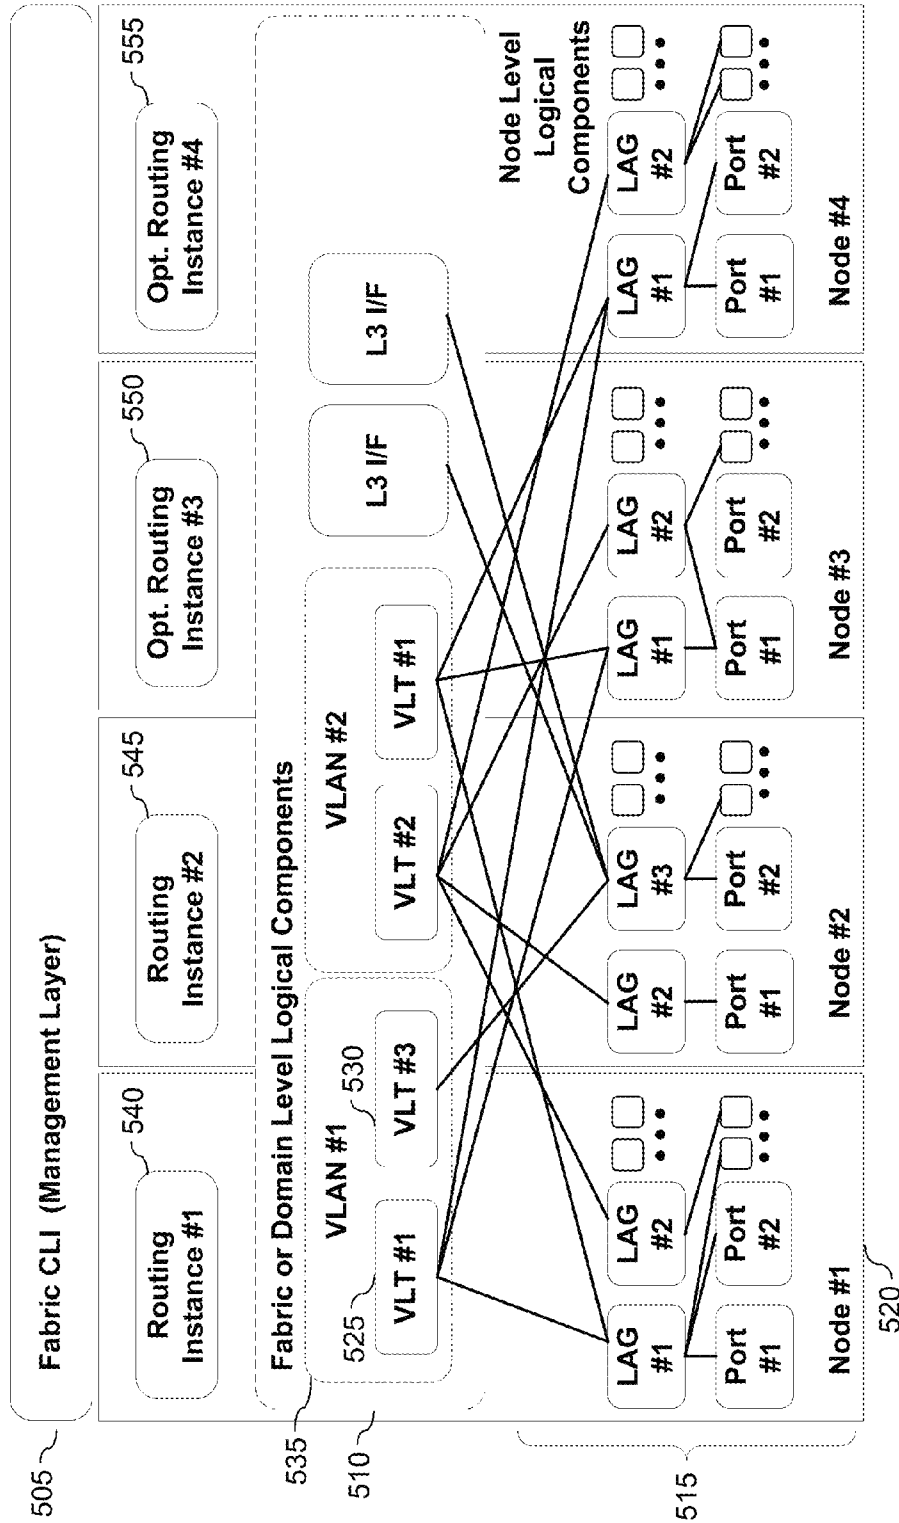 Fabric CLI (Management Layer)
505
Routing
Instance #1
540
Routing
Instance #2
545
Opt. Routing
Instance #3
550
Opt. Routing
Instance #4
555
Fabric or Domain Level Logical Components
510
535
VLAN #1
525
530
VLT #1
VLT #3
VLAN #2
VLT #2
VLT #1
L3 I/F
L3 I/F
Node Level
Logical
Components
515
LAG
#1
LAG
#2
Port
#1
Port
#2
Node #1
520
LAG
#2
LAG
#3
Port
#1
Port
#2
Node #2
LAG
#1
LAG
#2
Port
#1
Port
#2
Node #3
LAG
#1
LAG
#2
Port
#1
Port
#2
Node #4